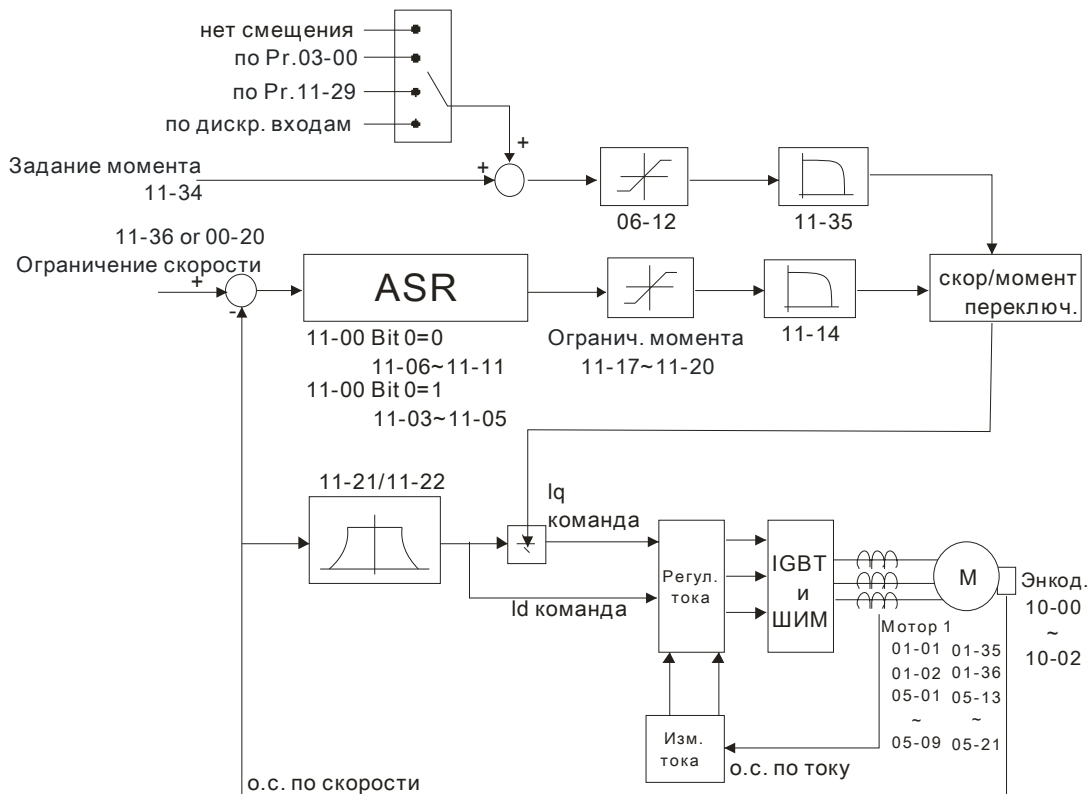 нет смещения
по Pr.03-00
по Pr.11-29
по дискр. входам
+
+
Задание момента
11-34
06-12
11-35
11-36 or 00-20
Ограничение скорости
+
-
ASR
скор/момент
переключ.
11-00 Bit 0=0
11-06~11-11
11-00 Bit 0=1
11-03~11-05
Огранич. момента
11-17~11-20
11-14
11-21/11-22
Iq
команда
Id команда
Регул.
тока
IGBT
и
ШИМ
M
Энкод.
10-00
~
10-02
Мотор 1
01-01 01-35
01-02 01-36
05-01 05-13
~ ~
05-09 05-21
Изм.
тока
о.с. по току
о.с. по скорости